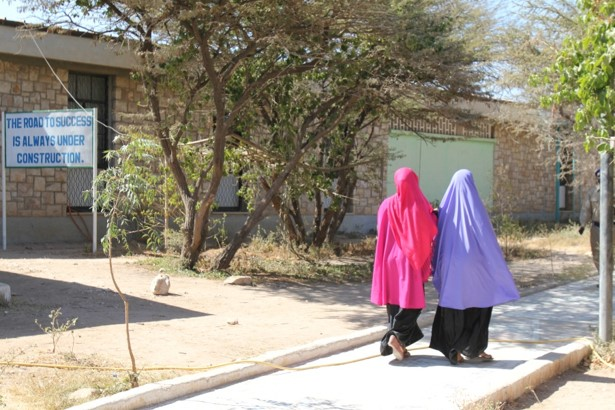 THE ROAD TO SUCCESS
IS ALWAYS UNDER
CONSTRUCTION.